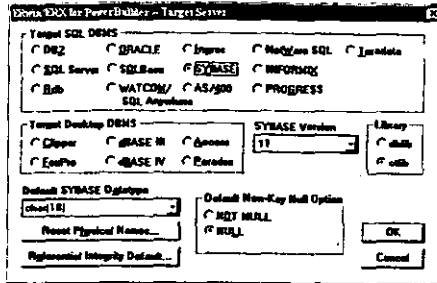 ERwin/ERX for PowerBuilder -- Target Server
Target SQL DBMS
DB2 ORACLE Ingres NetWare SQL Teradata
SQL Server SQLBase SYBASE INFORMIX
Rdb WATCOM/ SQL Anywhere AS/400 PROGRESS
Target Desktop DBMS
Clipper dBASE III Access
FoxPro dBASE IV Paradox
SYBASE Version
11
Library
dblib
ctlib
Default SYBASE Datatype
char(18)
Default Non-Key Null Option
NOT NULL
NULL
Reset Physical Names...
Referential Integrity Default...
OK
Cancel